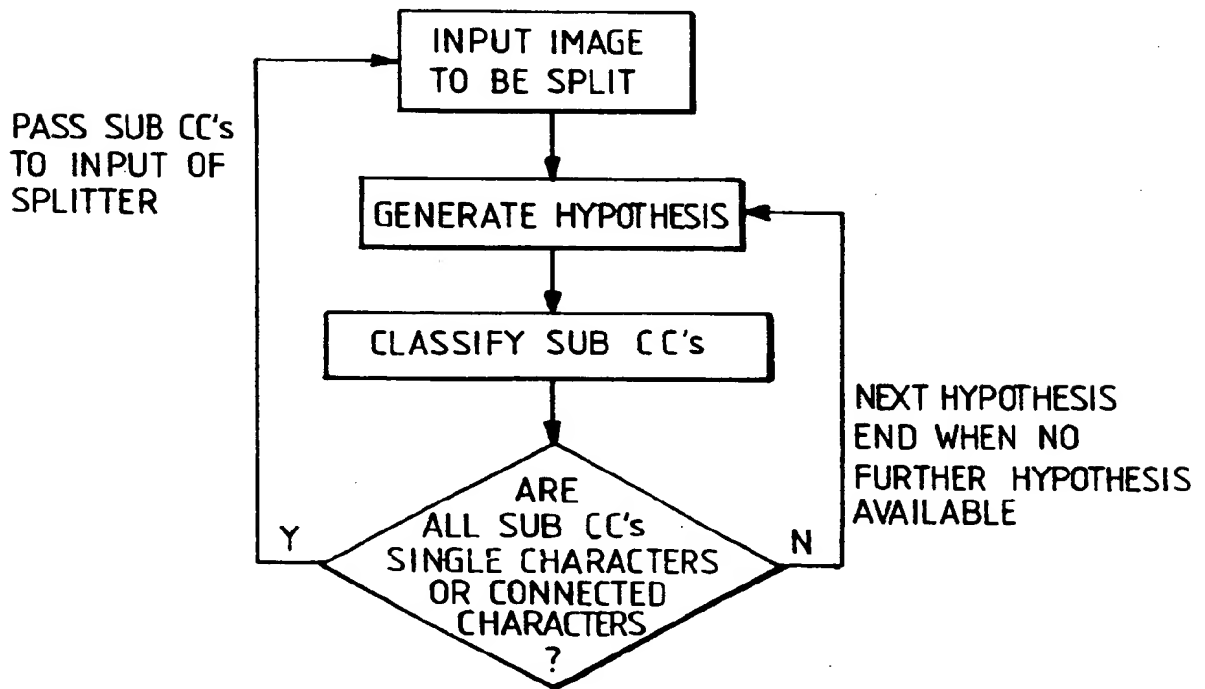 INPUT IMAGE
TO BE SPLIT
PASS SUB CC's
TO INPUT OF
SPLITTER
GENERATE HYPOTHESIS
CLASSIFY SUB CC's
NEXT HYPOTHESIS
END WHEN NO
FURTHER HYPOTHESIS
AVAILABLE
ARE
ALL SUB CC's
SINGLE CHARACTERS
OR CONNECTED
CHARACTERS
?
Y
N